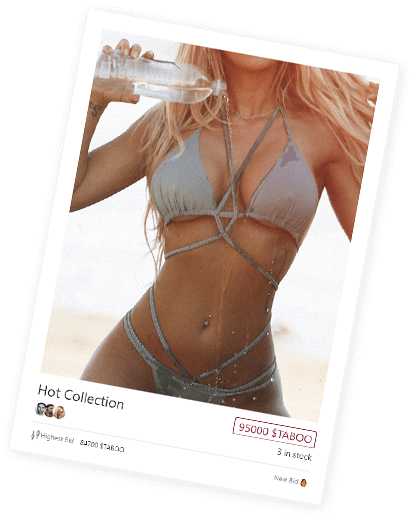 Hot Collection
95000 $TABOO
3 in stock
Highest Bid 84700 $TABOO
New Bid